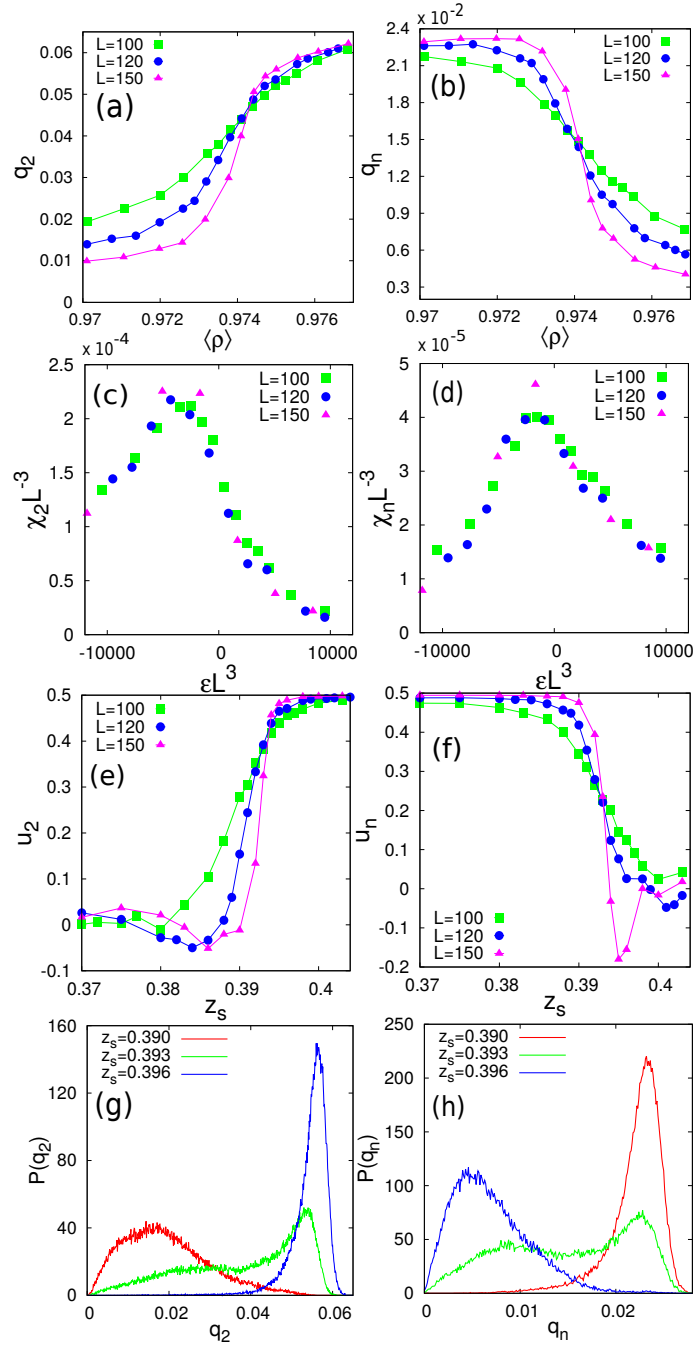 L=100
L=120
L=150
(a)
q2
0.06
0.05
0.04
0.03
0.02
0.01
0
0.97 0.972 0.974 0.976
⟨ρ⟩
x 10-2
L=100
L=120
L=150
(b)
qn
2.4
2.1
1.8
1.5
1.2
0.9
0.6
0.3
0.97 0.972 0.974 0.976
⟨ρ⟩
x 10-4
L=100
L=120
L=150
(c)
χ2L-3
2.5
2
1.5
1
0.5
0
-10000 0 10000
εL3
x 10-5
L=100
L=120
L=150
(d)
χnL-3
5
4
3
2
1
0
-10000 0 10000
εL3
L=100
L=120
L=150
(e)
u2
0.5
0.4
0.3
0.2
0.1
0
-0.1
0.37 0.38 0.39 0.4
zs
(f)
L=100
L=120
L=150
un
0.5
0.4
0.3
0.2
0.1
0
-0.1
-0.2
0.37 0.38 0.39 0.4
zs
zs=0.390
zs=0.393
zs=0.396
(g)
P(q2)
160
120
80
40
0
0 0.02 0.04 0.06
q2
zs=0.390
zs=0.393
zs=0.396
(h)
P(qn)
250
200
150
100
50
0
0 0.01 0.02
qn